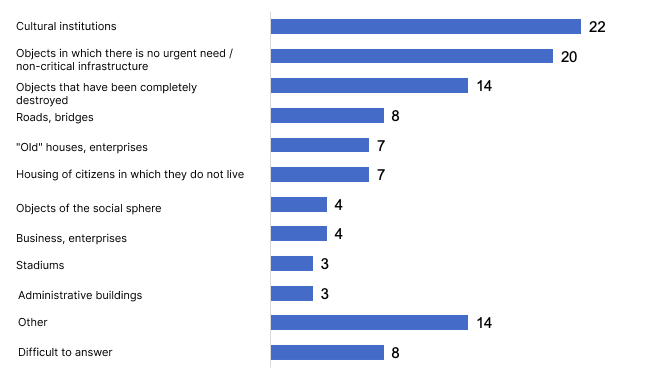 Cultural institutions 22
Objects in which there is no urgent need /
non-critical infrastructure 20
Objects that have been completely
destroyed 14
Roads, bridges 8
"Old" houses, enterprises 7
Housing of citizens in which they do not live 7
Objects of the social sphere 4
Business, enterprises 4
Stadiums 3
Administrative buildings 3
Other 14
Difficult to answer 8